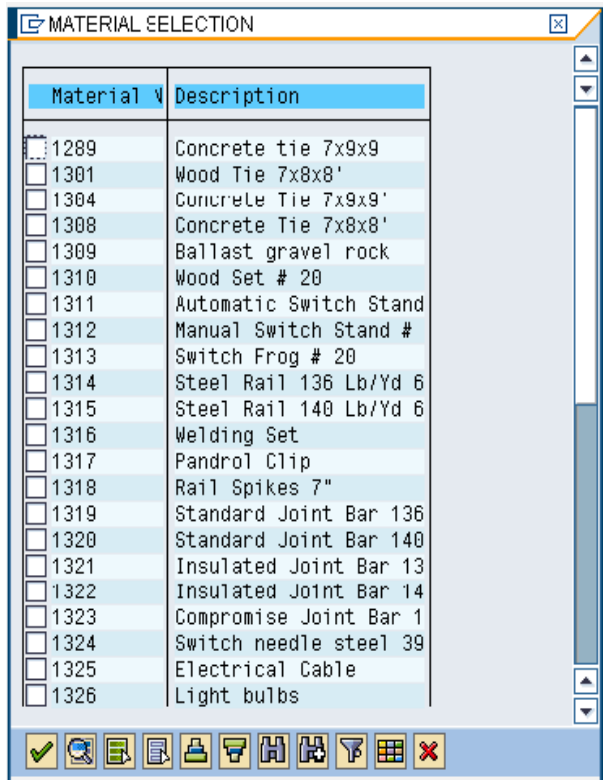 MATERIAL SELECTION
Material Description
1289 Concrete tie 7x9x9
1301 Wood Tie 7x8x8'
1304 Concrete Tie 7x9x9'
1308 Concrete Tie 7x8x8'
1309 Ballast gravel rock
1310 Wood Set # 20
1311 Automatic Switch Stand
1312 Manual Switch Stand #
1313 Switch Frog # 20
1314 Steel Rail 136 Lb/Yd 6
1315 Steel Rail 140 Lb/Yd 6
1316 Welding Set
1317 Pandrol Clip
1318 Rail Spikes 7"
1319 Standard Joint Bar 136
1320 Standard Joint Bar 140
1321 Insulated Joint Bar 13
1322 Insulated Joint Bar 14
1323 Compromise Joint Bar 1
1324 Switch needle steel 39
1325 Electrical Cable
1326 Light bulbs